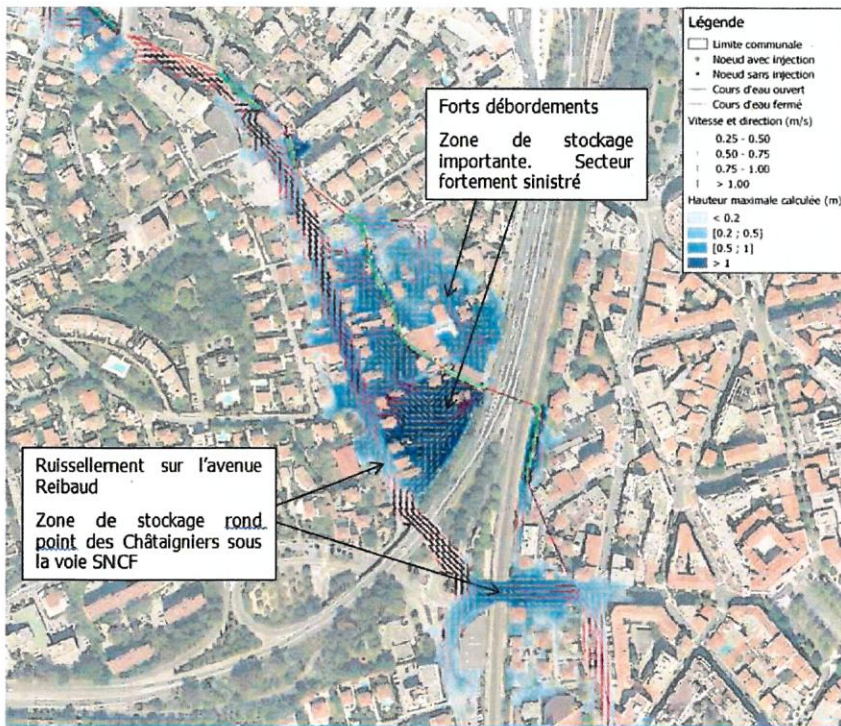 Légende
Limite communale
Noeud avec injection
Noeud sans injection
Cours d'eau ouvert
Cours d'eau fermé
Vitesse et direction (m/s)
0.25 - 0.50
0.50 - 0.75
0.75 - 1.00
> 1.00
Hauteur maximale calculée (m)
< 0.2
[0.2 ; 0.5[
[0.5 ; 1[
> 1
Forts débordements
Zone de stockage
importante. Secteur
fortement sinistré
Ruissellement sur l'avenue
Reibaud
Zone de stockage rond
point des Châtaigniers sous
la voie SNCF